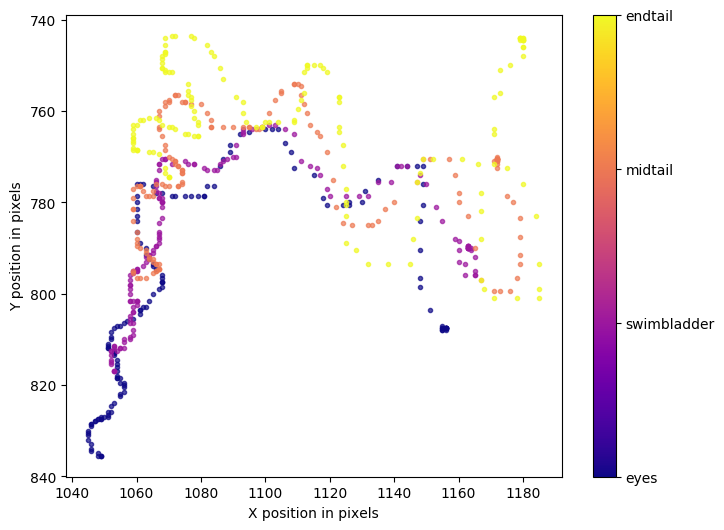 740
760
780
800
820
840
Y position in pixels
1040
1060
1080
1100
1120
1140
1160
1180
X position in pixels
endtail
midtail
swimbladder
eyes